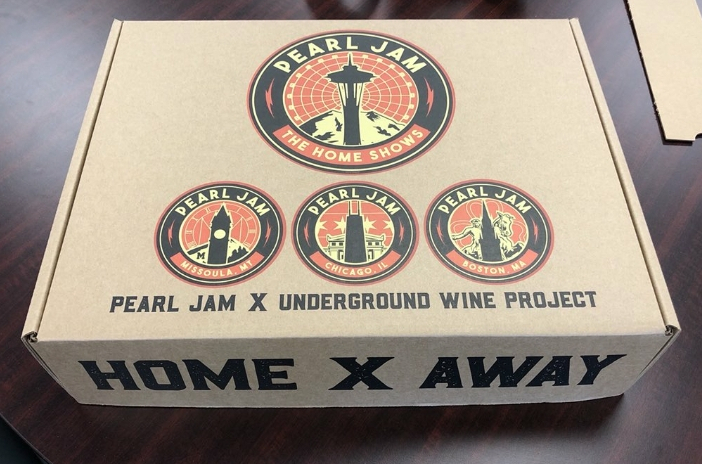 PEARL JAM
THE HOME SHOWS
PEARL JAM
M
MISSOULA, MT
PEARL JAM
CHICAGO, IL
PEARL JAM
BOSTON, MA
PEARL JAM X UNDERGROUND WINE PROJECT
HOME X AWAY